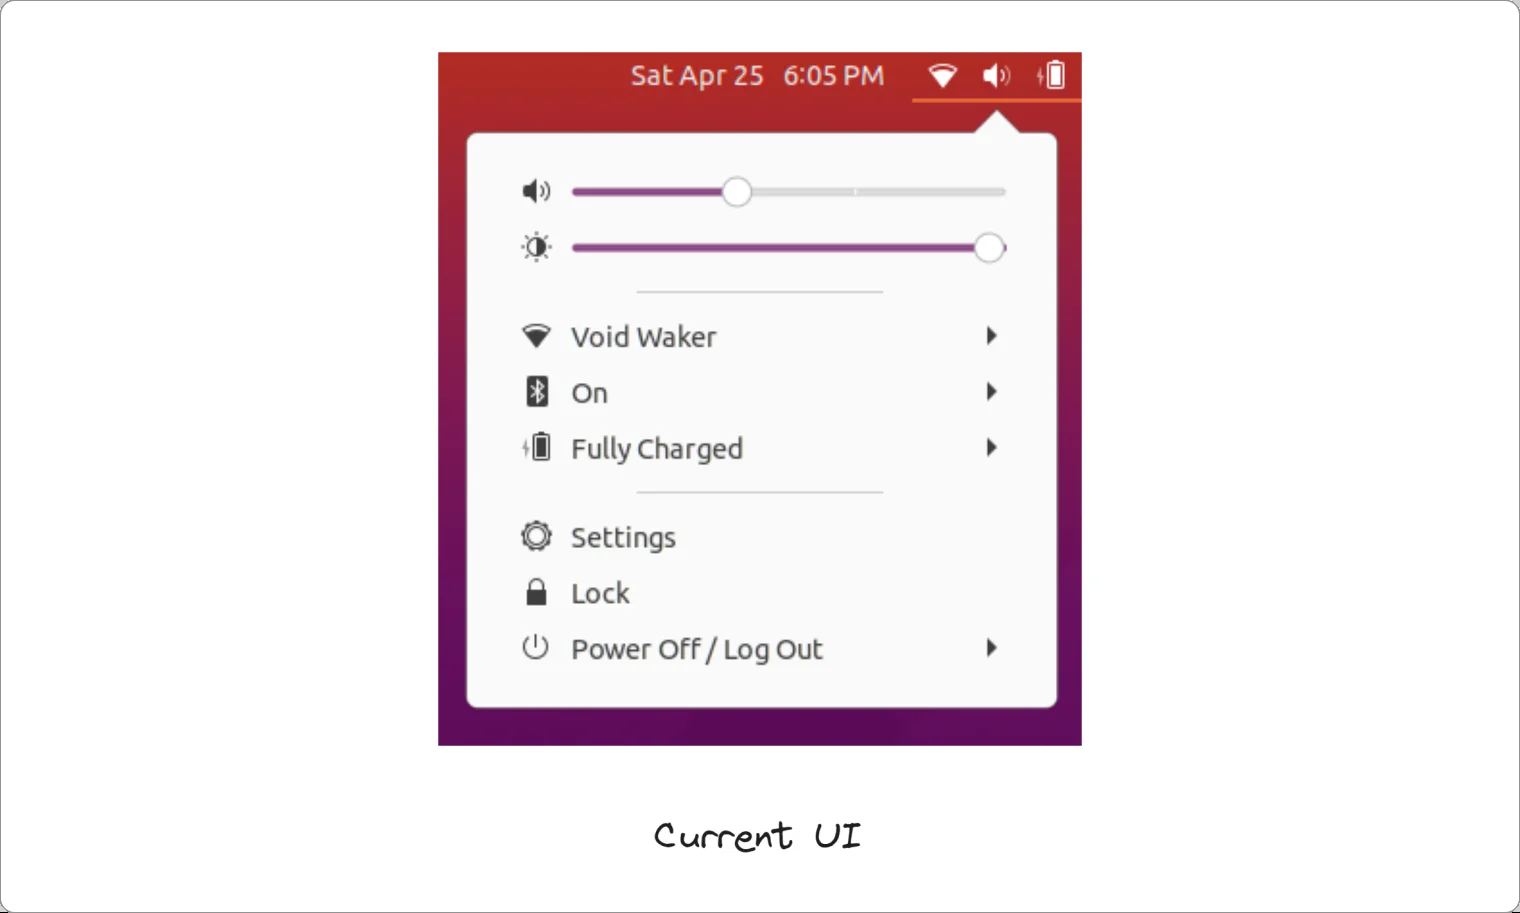 Sat Apr 25 6:05 PM
Void Waker
On
Fully Charged
Settings
Lock
Power Off / Log Out
Current UI